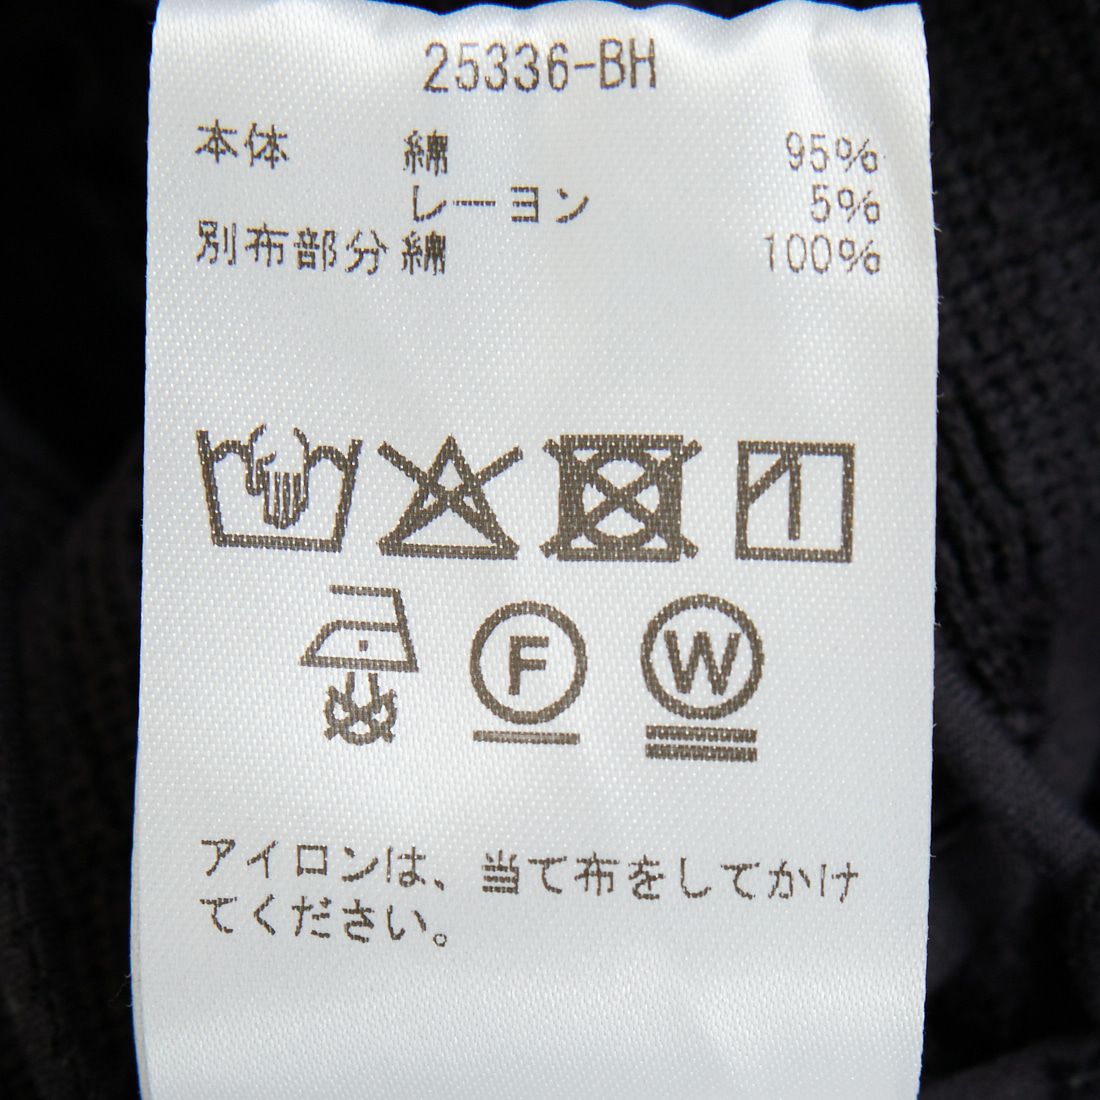 25336-BH
本体 綿 95%
レーヨン 5%
別布部分 綿 100%
F W
アイロンは、当て布をしてかけ
てください。